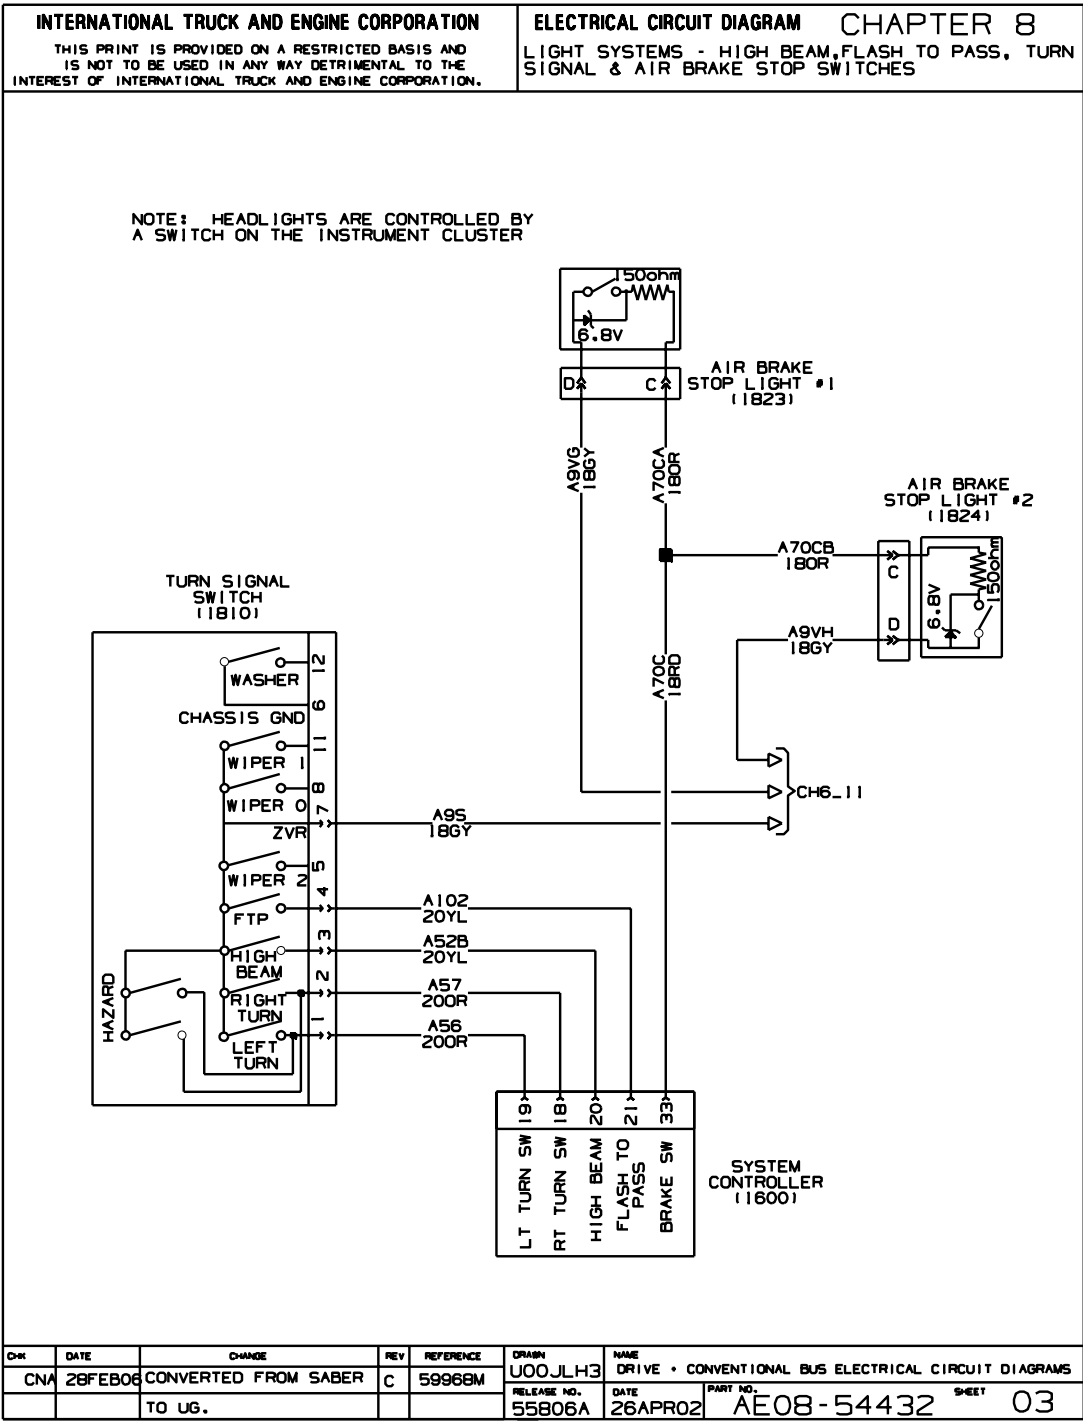 INTERNATIONAL TRUCK AND ENGINE CORPORATION
THIS PRINT IS PROVIDED ON A RESTRICTED BASIS AND
IS NOT TO BE USED IN ANY WAY DETRIMENTAL TO THE
INTEREST OF INTERNATIONAL TRUCK AND ENGINE CORPORATION.
ELECTRICAL CIRCUIT DIAGRAM CHAPTER 8
LIGHT SYSTEMS - HIGH BEAM,FLASH TO PASS, TURN
SIGNAL & AIR BRAKE STOP SWITCHES
NOTE: HEADLIGHTS ARE CONTROLLED BY
A SWITCH ON THE INSTRUMENT CLUSTER
150ohm
6.8V
D
C
AIR BRAKE
STOP LIGHT #1
(1823)
A9VG
18GY
A70CA
18OR
AIR BRAKE
STOP LIGHT #2
(1824)
A70CB
18OR
C
D
150ohm
6.8V
A9VH
18GY
A70C
18RD
TURN SIGNAL
SWITCH
(1810)
12
WASHER
6
CHASSIS GND
11
WIPER 1
8
WIPER 0
7
ZVR
A9S
18GY
CH6_11
5
WIPER 2
4
FTP
A102
20YL
3
HIGH
BEAM
A52B
20YL
2
RIGHT
TURN
A57
20OR
1
LEFT
TURN
A56
20OR
HAZARD
19
18
20
21
33
LT TURN SW
RT TURN SW
HIGH BEAM
FLASH TO
PASS
BRAKE SW
SYSTEM
CONTROLLER
(1600)
CHK DATE CHANGE REV REFERENCE
CNA 28FEB06 CONVERTED FROM SABER C 59968M
TO UG.
DRAWN
U00JLH3
NAME
DRIVE • CONVENTIONAL BUS ELECTRICAL CIRCUIT DIAGRAMS
RELEASE NO.
55806A
DATE
26APR02
PART NO.
AE08-54432
SHEET
03